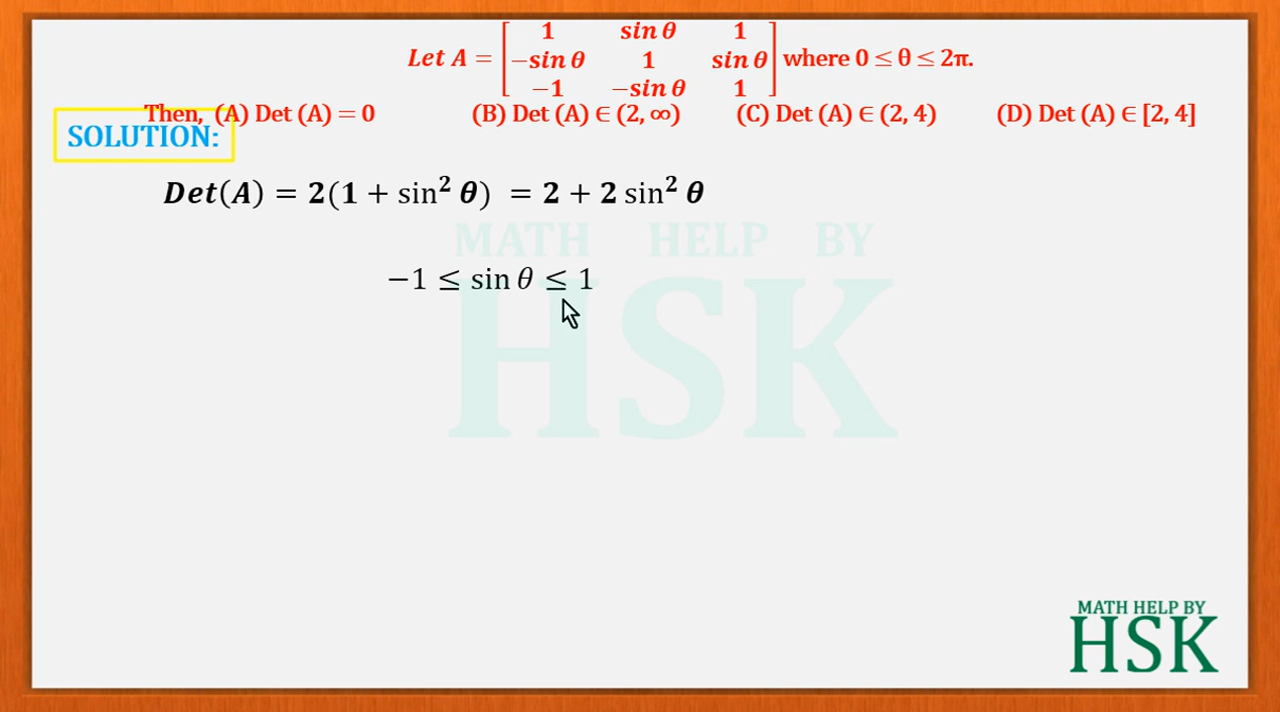 Let A = [ 1 sin θ 1
−sin θ 1 sin θ
−1 −sin θ 1 ] where 0 ≤ θ ≤ 2π.
Then, (A) Det (A) = 0 (B) Det (A) ∈ (2, ∞) (C) Det (A) ∈ (2, 4) (D) Det (A) ∈ [2, 4]
SOLUTION:
Det(A) = 2(1 + sin² θ) = 2 + 2 sin² θ
MATH HELP BY
−1 ≤ sin θ ≤ 1
HSK
MATH HELP BY
HSK